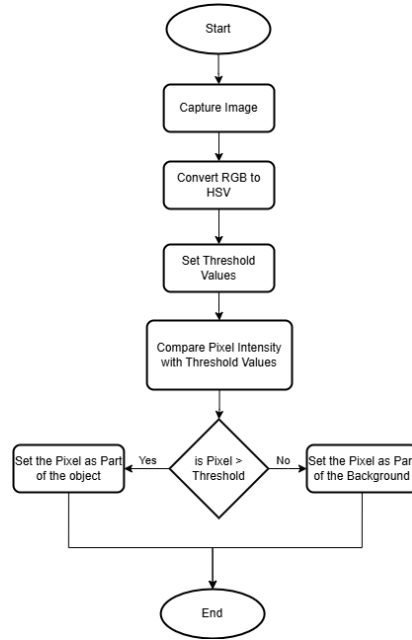 Start
Capture Image
Convert RGB to
HSV
Set Threshold
Values
Compare Pixel Intensity
with Threshold Values
is Pixel >
Threshold
Yes
No
Set the Pixel as Part
of the object
Set the Pixel as Part
of the Background
End